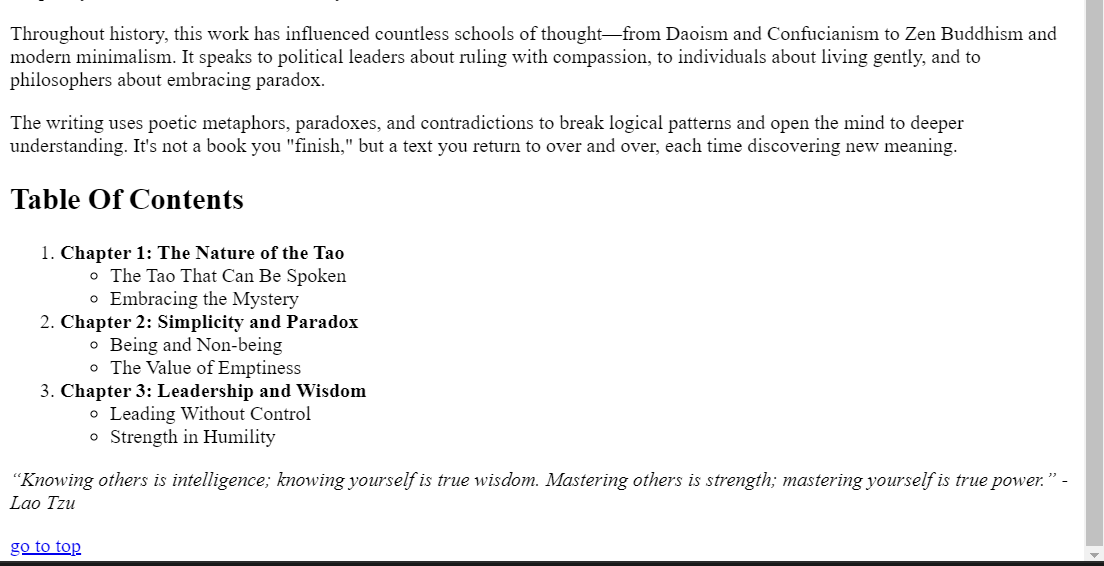 Throughout history, this work has influenced countless schools of thought—from Daoism and Confucianism to Zen Buddhism and
modern minimalism. It speaks to political leaders about ruling with compassion, to individuals about living gently, and to
philosophers about embracing paradox.
The writing uses poetic metaphors, paradoxes, and contradictions to break logical patterns and open the mind to deeper
understanding. It's not a book you "finish," but a text you return to over and over, each time discovering new meaning.
Table Of Contents
1. Chapter 1: The Nature of the Tao
○ The Tao That Can Be Spoken
○ Embracing the Mystery
2. Chapter 2: Simplicity and Paradox
○ Being and Non-being
○ The Value of Emptiness
3. Chapter 3: Leadership and Wisdom
○ Leading Without Control
○ Strength in Humility
“Knowing others is intelligence; knowing yourself is true wisdom. Mastering others is strength; mastering yourself is true power.” -
Lao Tzu
go to top